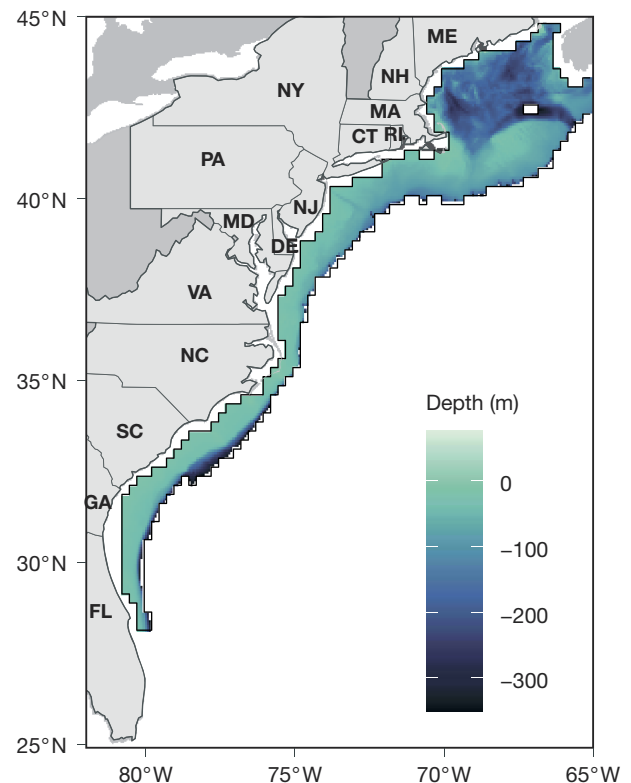 45°N
ME
NH
NY
MA
CT RI
PA
40°N
NJ
MD
DE
VA
NC
35°N
Depth (m)
SC
0
GA
−100
30°N
FL
−200
−300
25°N
80°W 75°W 70°W 65°W